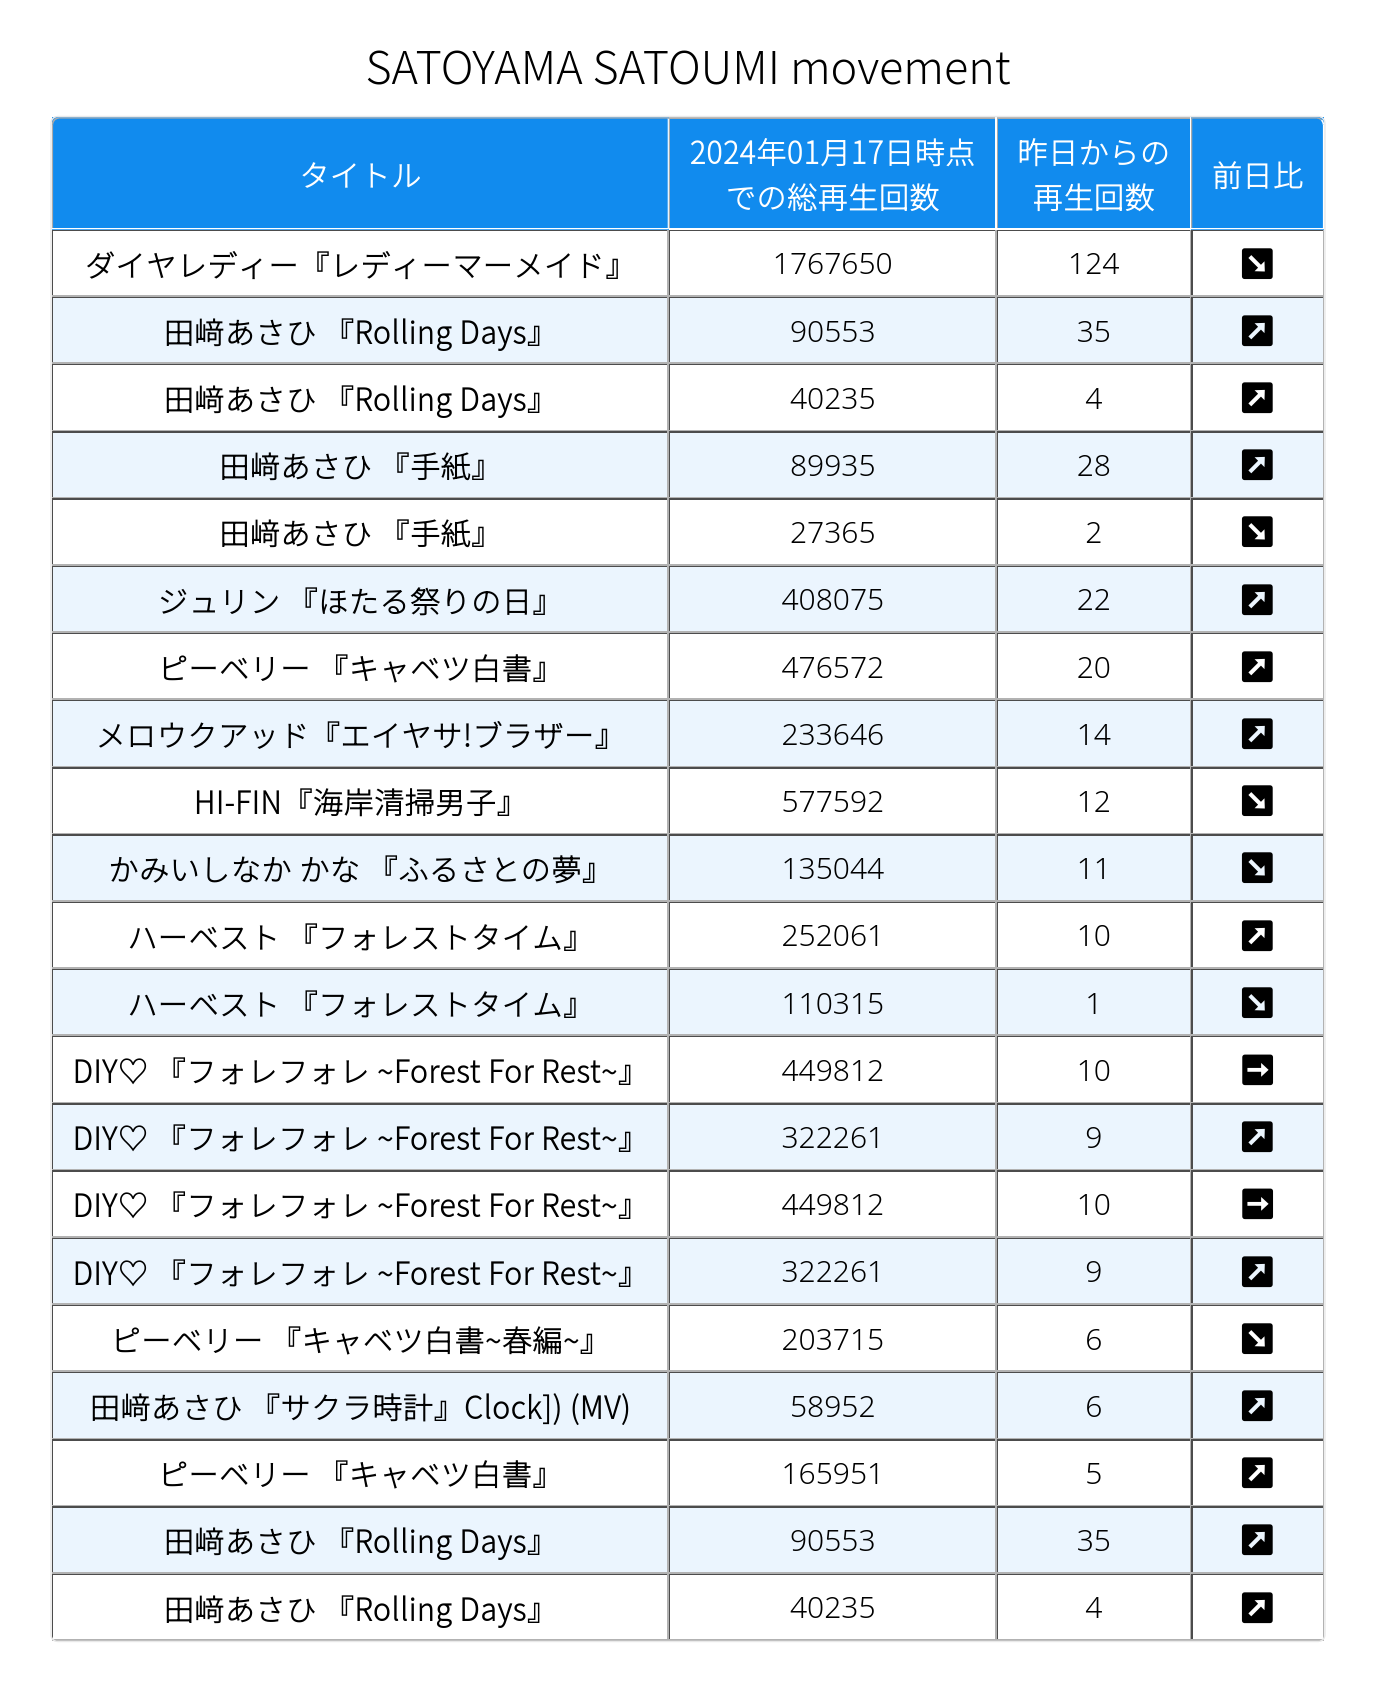 SATOYAMA SATOUMI movement
タイトル 2024年01月17日時点での総再生回数 昨日からの再生回数 前日比
ダイヤレディー『レディーマーメイド』 1767650 124 ↘
田﨑あさひ 『Rolling Days』 90553 35 ↗
田﨑あさひ 『Rolling Days』 40235 4 ↗
田﨑あさひ 『手紙』 89935 28 ↗
田﨑あさひ 『手紙』 27365 2 ↘
ジュリン 『ほたる祭りの日』 408075 22 ↗
ピーベリー 『キャベツ白書』 476572 20 ↗
メロウクアッド『エイヤサ!ブラザー』 233646 14 ↗
HI-FIN『海岸清掃男子』 577592 12 ↘
かみいしなか かな 『ふるさとの夢』 135044 11 ↘
ハーベスト 『フォレストタイム』 252061 10 ↗
ハーベスト 『フォレストタイム』 110315 1 ↘
DIY♡ 『フォレフォレ ~Forest For Rest~』 449812 10 →
DIY♡ 『フォレフォレ ~Forest For Rest~』 322261 9 ↗
DIY♡ 『フォレフォレ ~Forest For Rest~』 449812 10 →
DIY♡ 『フォレフォレ ~Forest For Rest~』 322261 9 ↗
ピーベリー 『キャベツ白書~春編~』 203715 6 ↘
田﨑あさひ 『サクラ時計』Clock]) (MV) 58952 6 ↗
ピーベリー 『キャベツ白書』 165951 5 ↗
田﨑あさひ 『Rolling Days』 90553 35 ↗
田﨑あさひ 『Rolling Days』 40235 4 ↗